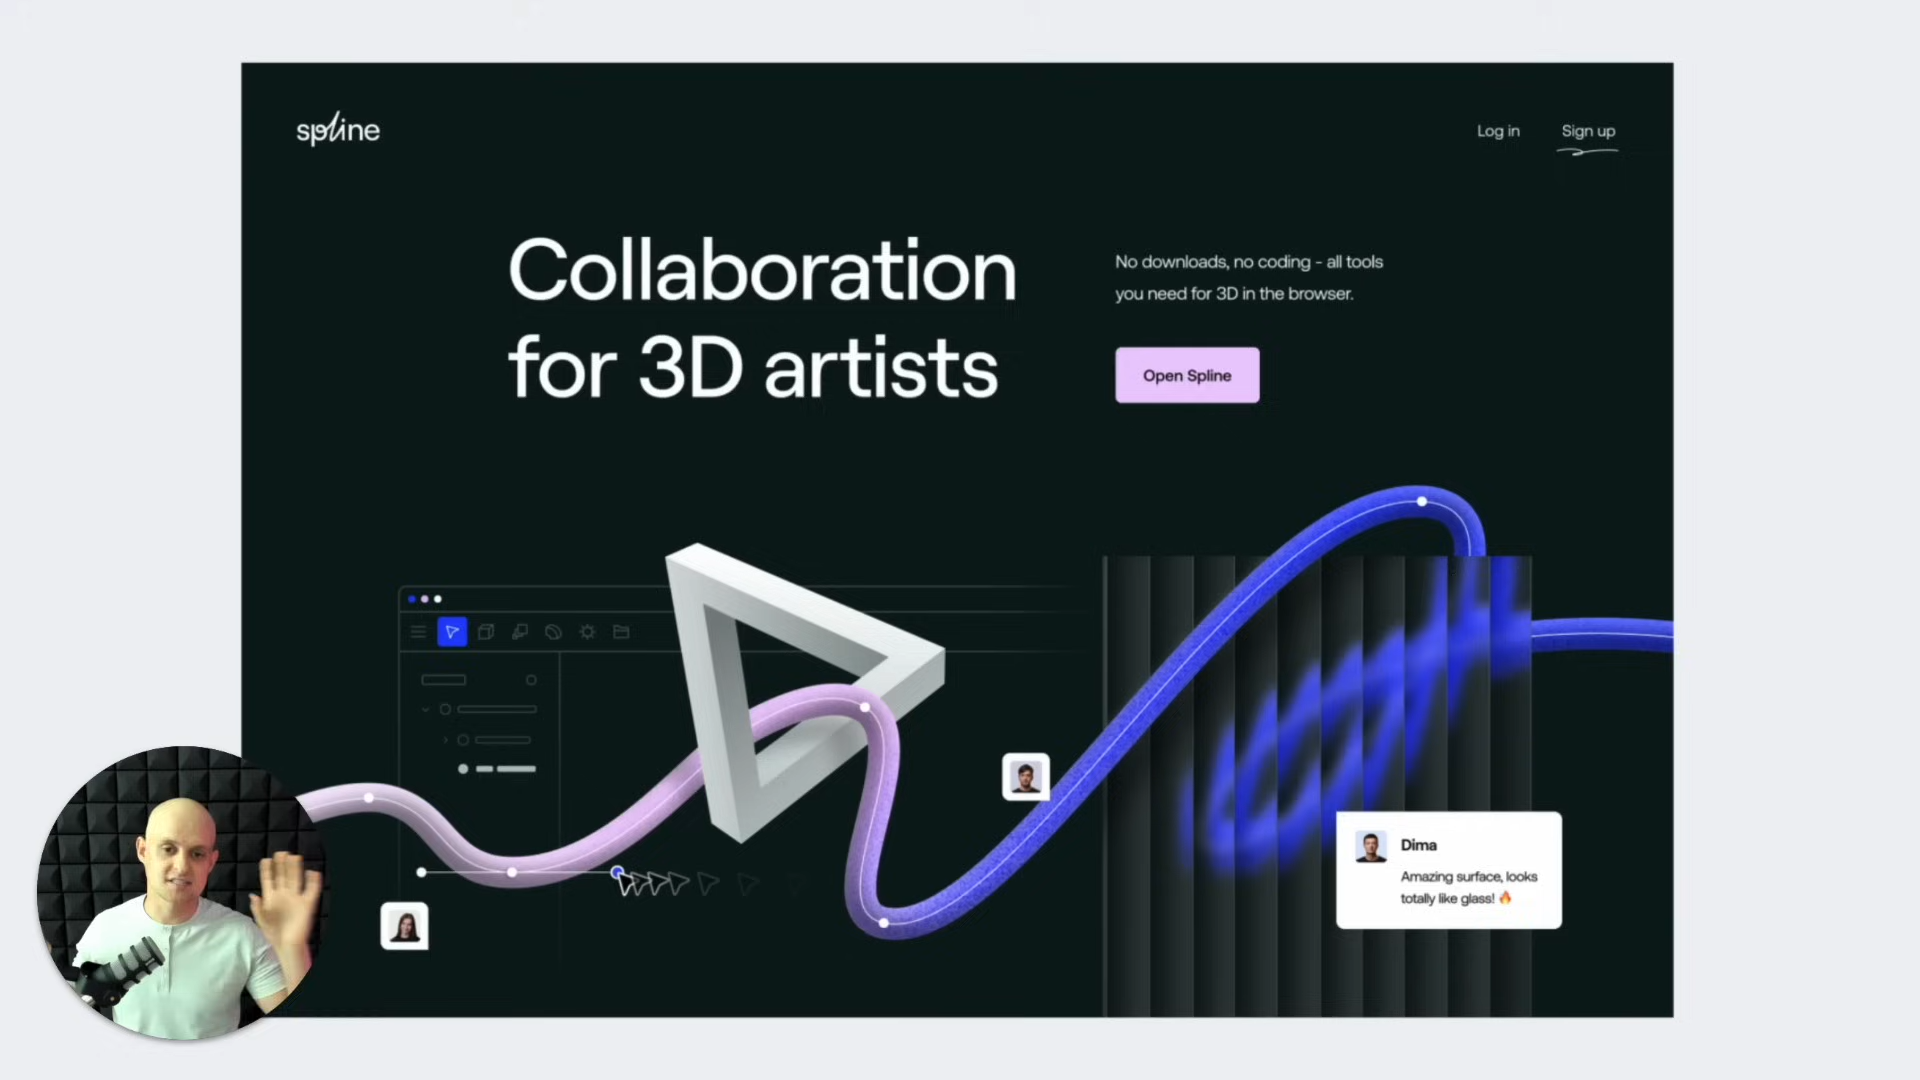 spline
Log in
Sign up
Collaboration
for 3D artists
No downloads, no coding - all tools
you need for 3D in the browser.
Open Spline
Dima
Amazing surface, looks
totally like glass! 🔥